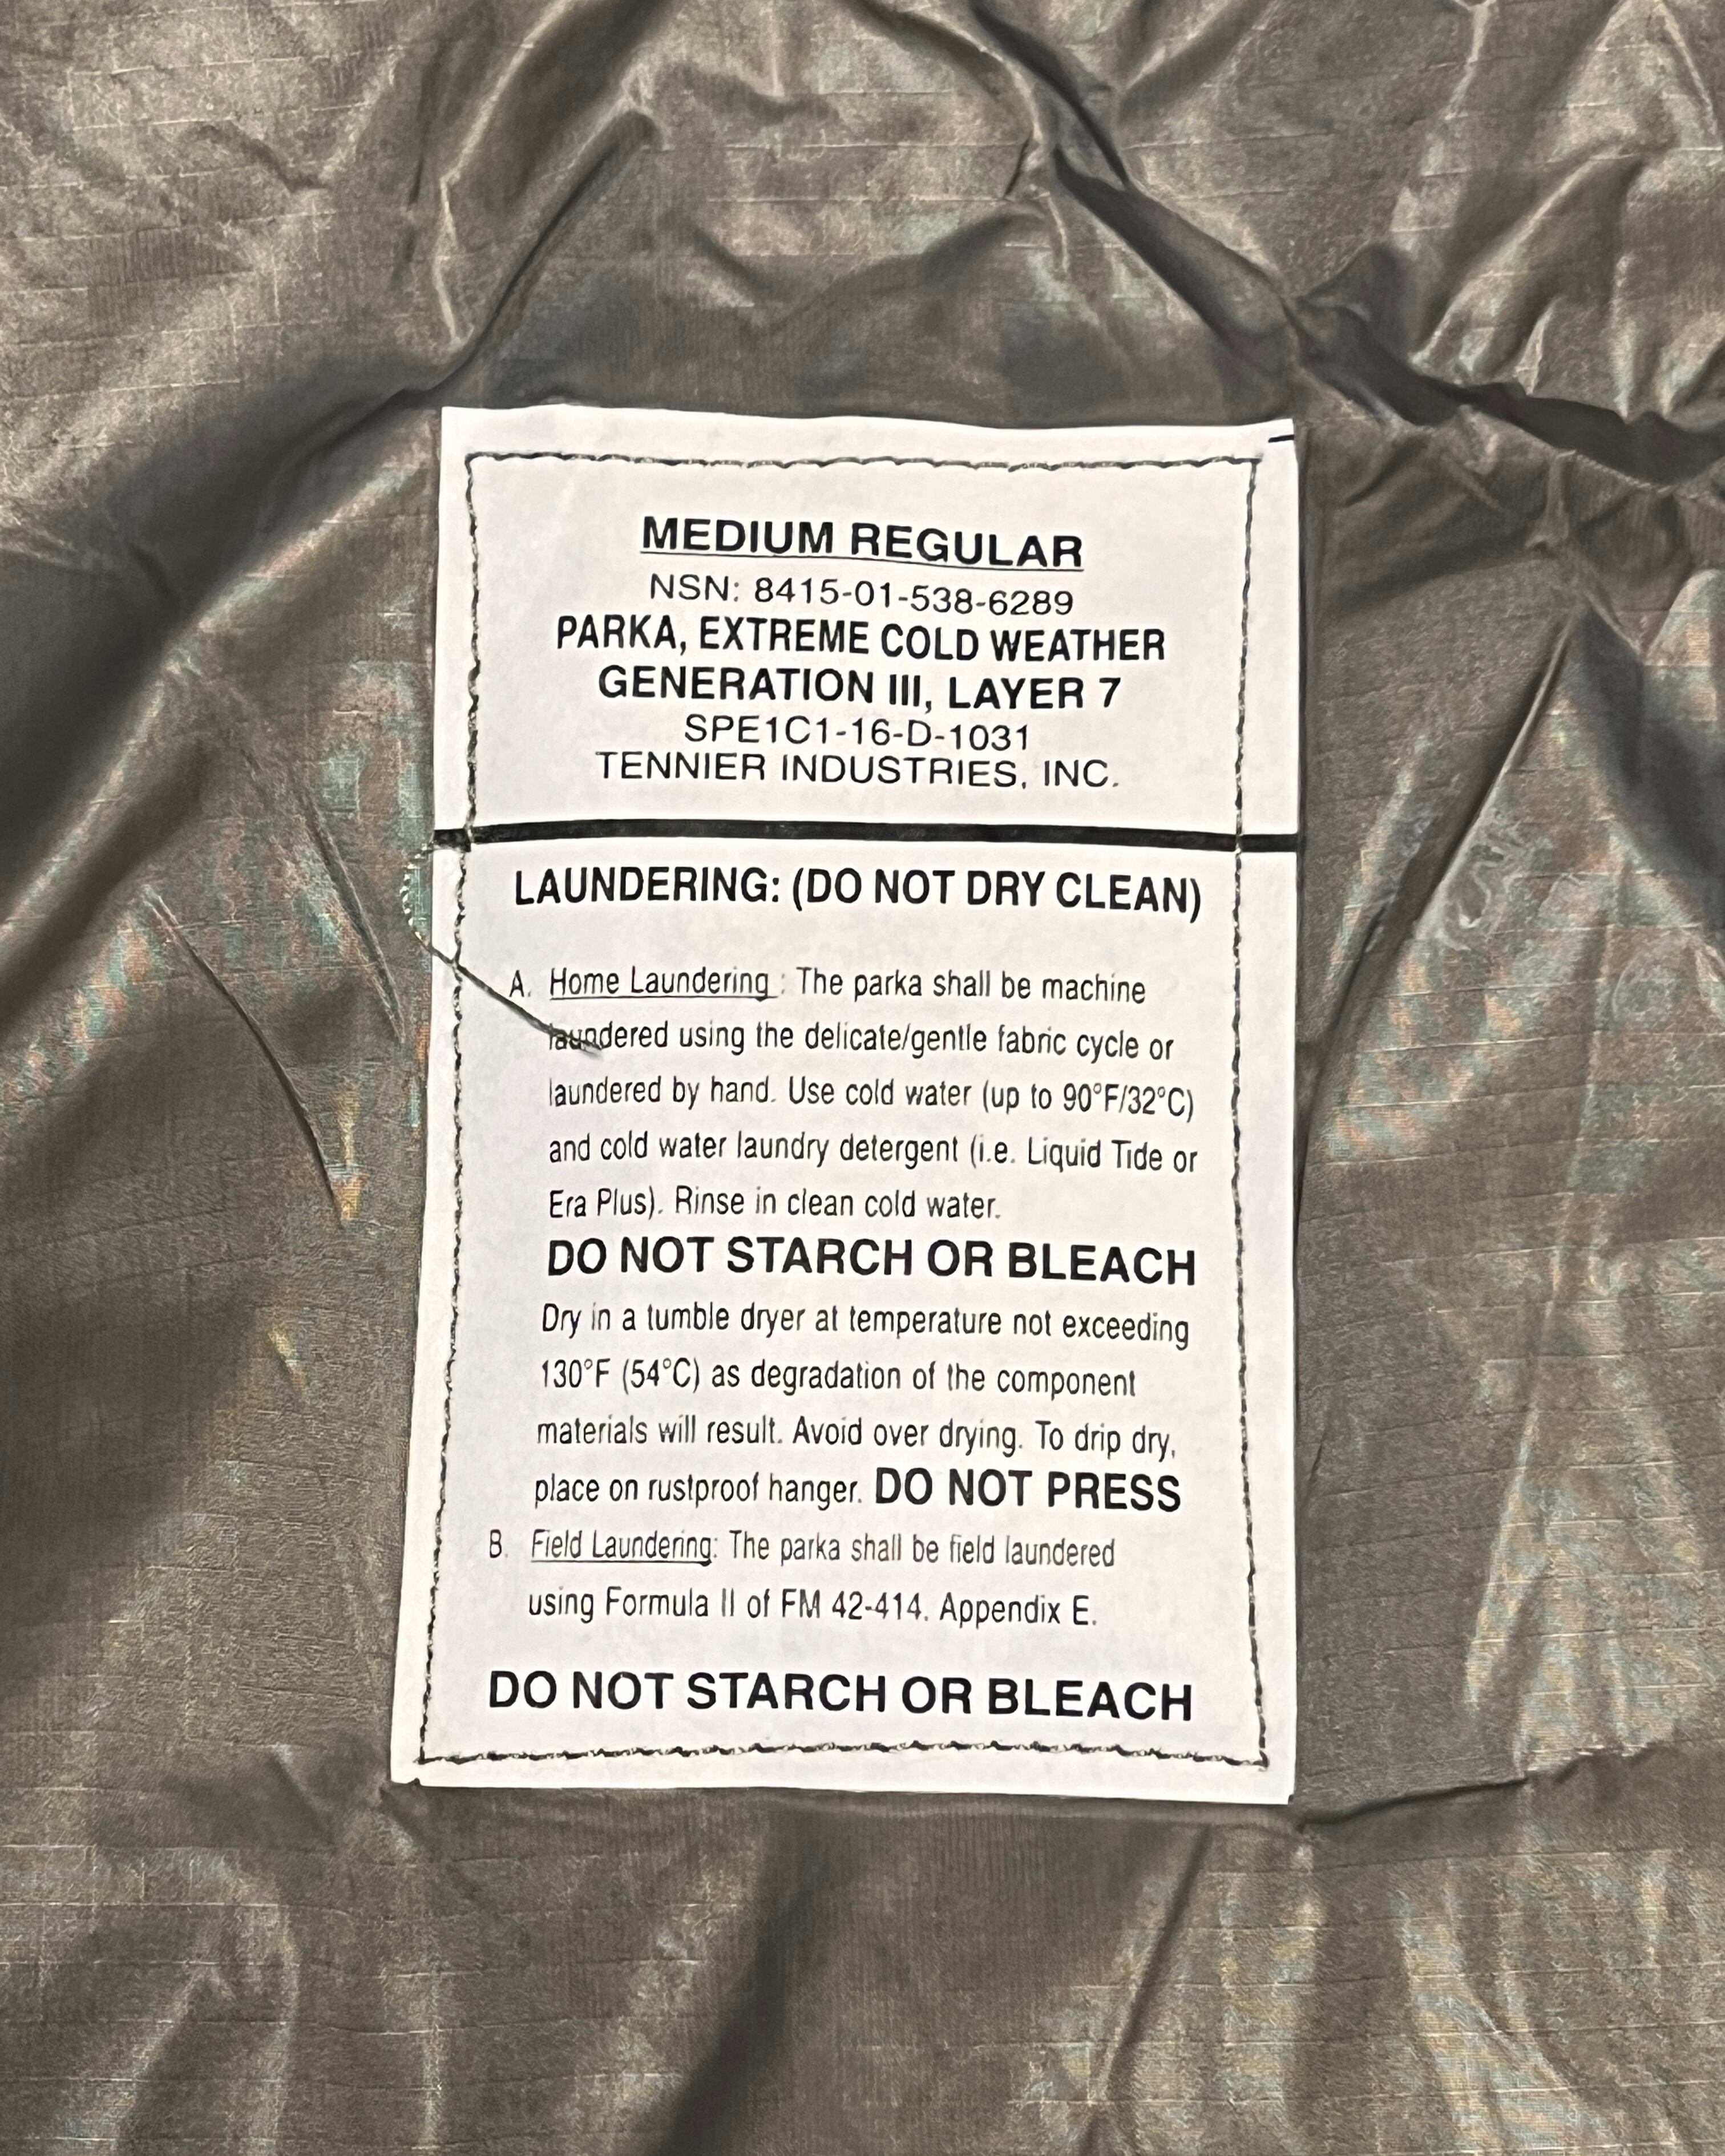 MEDIUM REGULAR
NSN: 8415-01-538-6289
PARKA, EXTREME COLD WEATHER
GENERATION III, LAYER 7
SPE1C1-16-D-1031
TENNIER INDUSTRIES, INC.
LAUNDERING: (DO NOT DRY CLEAN)
A. Home Laundering : The parka shall be machine
laundered using the delicate/gentle fabric cycle or
laundered by hand. Use cold water (up to 90°F/32°C)
and cold water laundry detergent (i.e. Liquid Tide or
Era Plus). Rinse in clean cold water.
DO NOT STARCH OR BLEACH
Dry in a tumble dryer at temperature not exceeding
130°F (54°C) as degradation of the component
materials will result. Avoid over drying. To drip dry,
place on rustproof hanger. DO NOT PRESS
B. Field Laundering: The parka shall be field laundered
using Formula II of FM 42-414. Appendix E.
DO NOT STARCH OR BLEACH